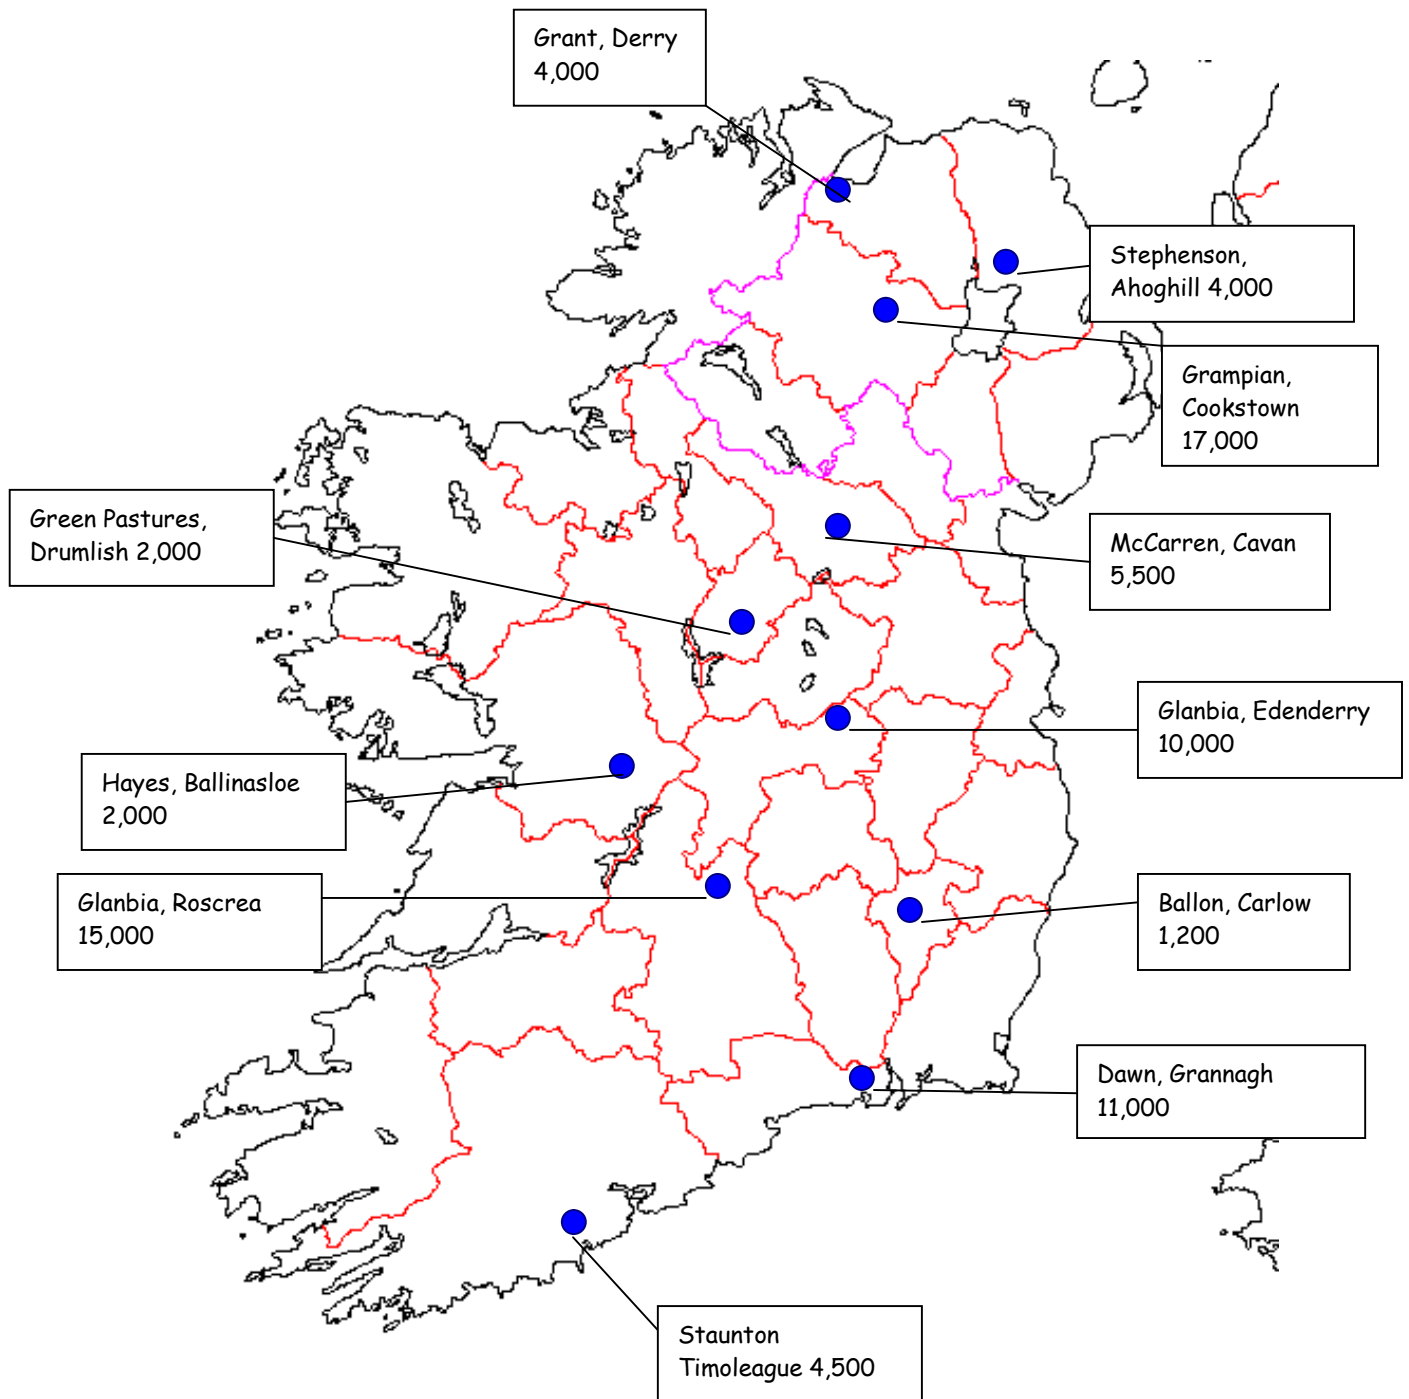 Grant, Derry
4,000
Stephenson,
Ahoghill 4,000
Grampian,
Cookstown
17,000
Green Pastures,
Drumlish 2,000
McCarren, Cavan
5,500
Glanbia, Edenderry
10,000
Hayes, Ballinasloe
2,000
Glanbia, Roscrea
15,000
Ballon, Carlow
1,200
Dawn, Grannagh
11,000
Staunton
Timoleague 4,500